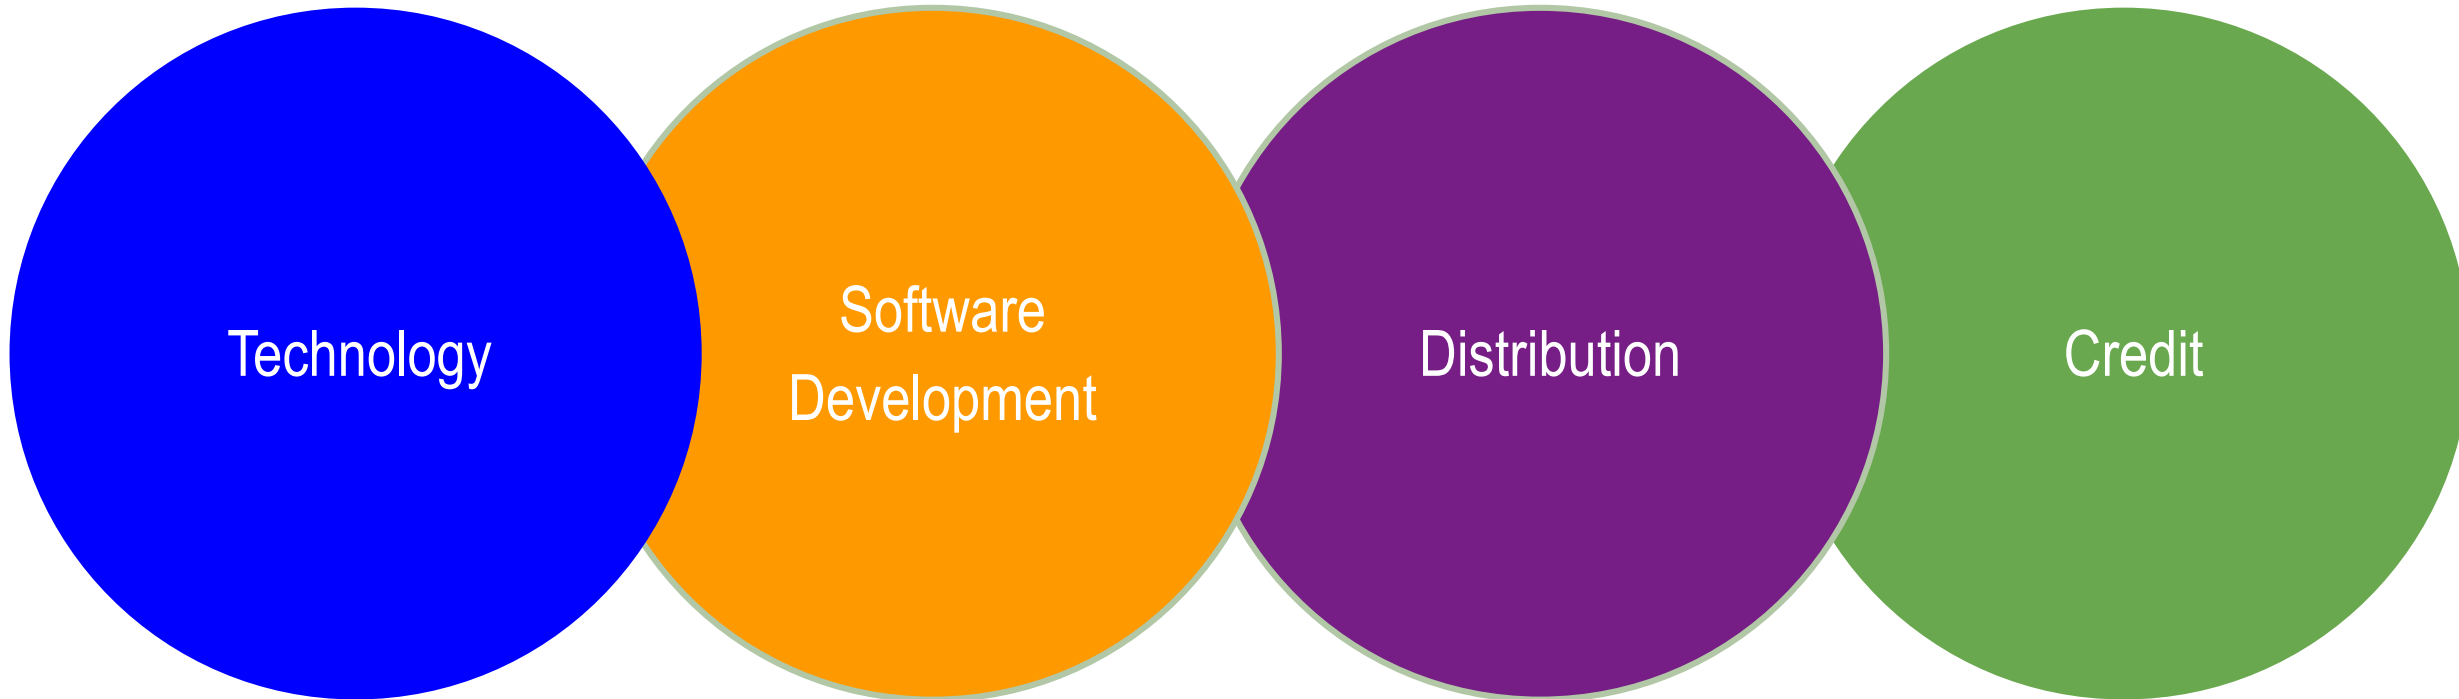 Technology
Software
Development
Distribution
Credit